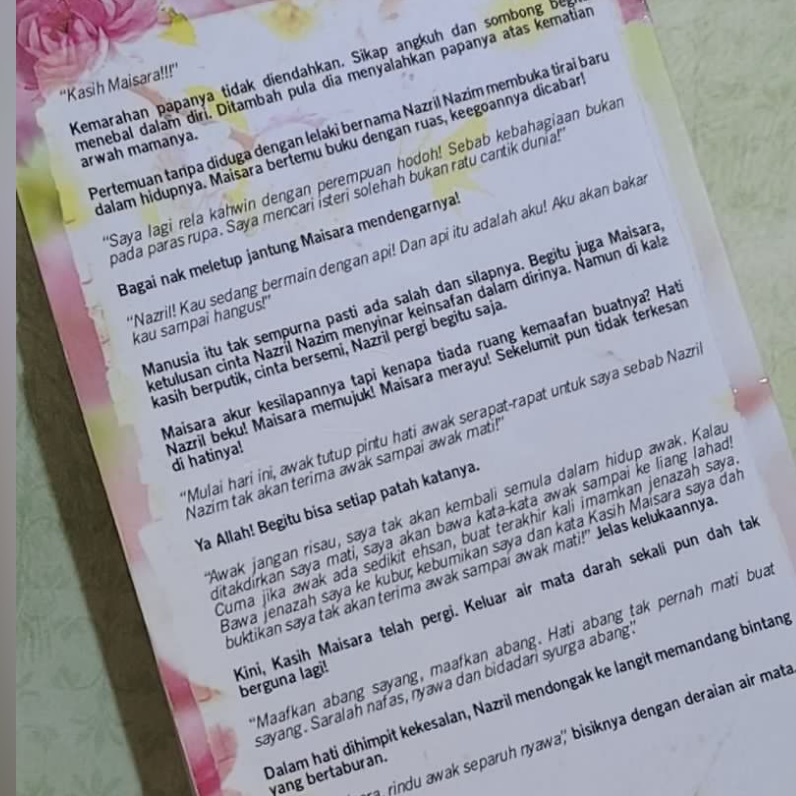 "Kasih Maisara!!!"
Kemarahan papanya tidak diendahkan. Sikap angkuh dan sombong
menebal dalam diri. Ditambah pula dia menyalahkan papanya atas kematian
arwah mamanya.
Pertemuan tanpa diduga dengan lelaki bernama Nazril Nazim membuka tirai baru
dalam hidupnya. Maisara bertemu buku dengan ruas, keegoannya dicabar!
"Saya lagi rela kahwin dengan perempuan hodoh! Sebab kebahagiaan bukan
pada paras rupa. Saya mencari isteri solehah bukan ratu cantik dunia!"
Bagai nak meletup jantung Maisara mendengarnya!
"Nazril! Kau sedang bermain dengan api! Dan api itu adalah aku! Aku akan bakar
kau sampai hangus!"
Manusia itu tak sempurna pasti ada salah dan silapnya. Begitu juga Maisara,
ketulusan cinta Nazril Nazim menyinar keinsafan dalam dirinya. Namun di kala
kasih berputik, cinta bersemi, Nazril pergi begitu saja.
Maisara akur kesilapannya tapi kenapa tiada ruang kemaafan buatnya? Hati
Nazril beku! Maisara memujuk! Maisara merayu! Sekelumit pun tidak terkesan
di hatinya!
"Mulai hari ini, awak tutup pintu hati awak serapat-rapat untuk saya sebab Nazril
Nazim tak akan terima awak sampai awak mati!"
Ya Allah! Begitu bisa setiap patah katanya.
"Awak jangan risau, saya tak akan kembali semula dalam hidup awak. Kalau
ditakdirkan saya mati, saya akan bawa kata-kata awak sampai ke liang lahad!
Cuma jika awak ada sedikit ehsan, buat terakhir kali imamkan jenazah saya.
Bawa jenazah saya ke kubur, kebumikan saya dan kata Kasih Maisara saya dah
buktikan saya tak akan terima awak sampai awak mati!" Jelas kelukaannya.
Kini, Kasih Maisara telah pergi. Keluar air mata darah sekali pun dah tak
berguna lagi!
"Maafkan abang sayang, maafkan abang. Hati abang tak pernah mati buat
sayang. Saralah nafas, nyawa dan bidadari syurga abang."
Dalam hati dihimpit kekesalan, Nazril mendongak ke langit memandang bintang
yang bertaburan.
rindu awak separuh nyawa," bisiknya dengan deraian air mata.